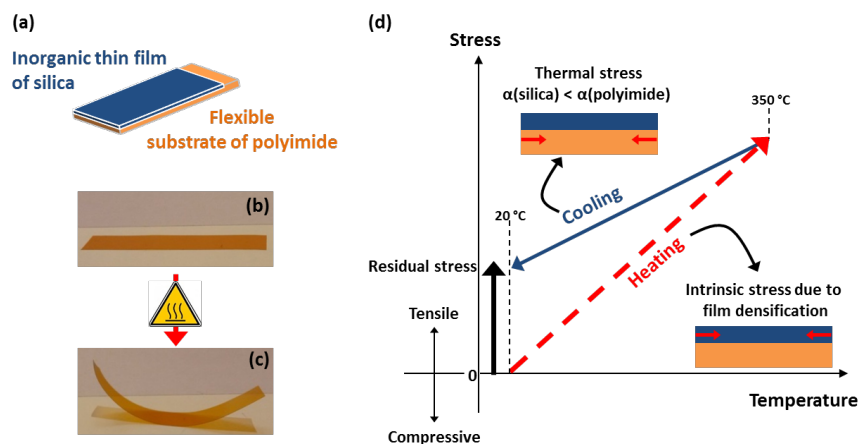 (a)
Inorganic thin film
of silica
Flexible
substrate of polyimide
(b)
(c)
(d)
Stress
Thermal stress
α(silica) < α(polyimide)
350 °C
20 °C
Cooling
Heating
Residual stress
Intrinsic stress due to
film densification
Tensile
0
Temperature
Compressive